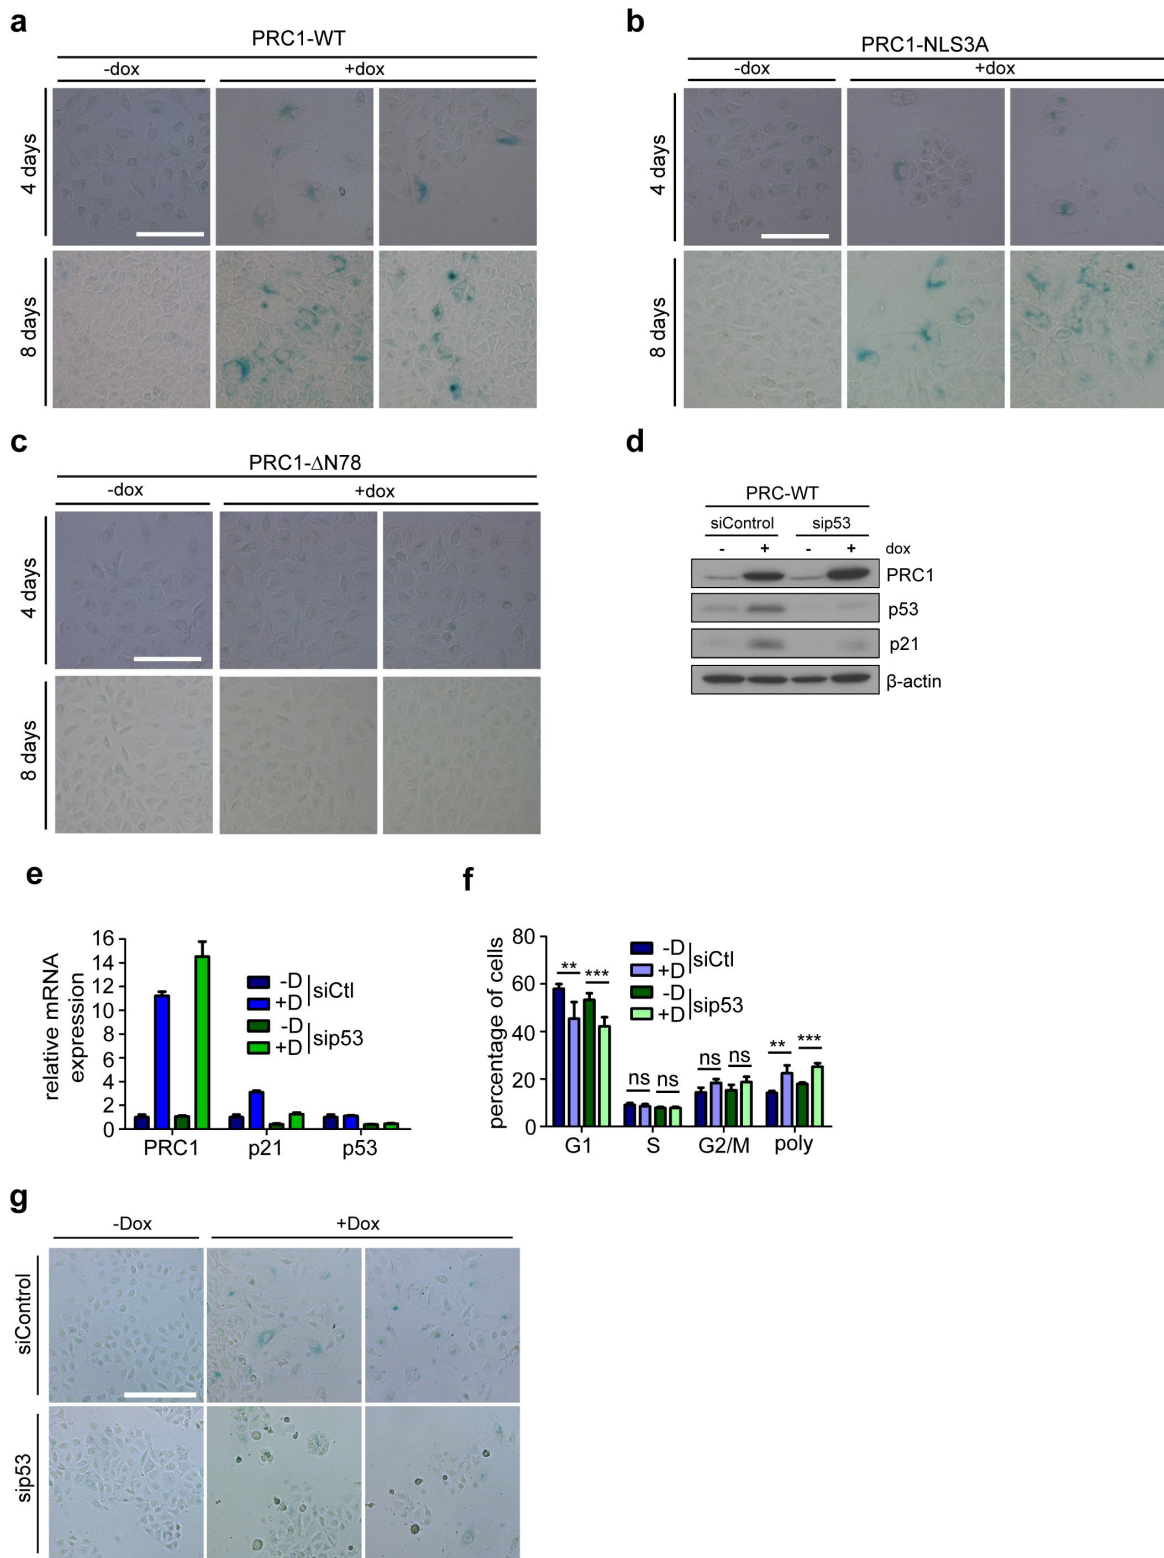 a
PRC1-WT
-dox
+dox
4 days
8 days
b
PRC1-NLS3A
-dox
+dox
4 days
8 days
c
PRC1-ΔN78
-dox
+dox
4 days
8 days
d
PRC-WT
siControl sip53
- + - + dox
PRC1
p53
p21
β-actin
e
relative mRNA
expression
16
14
12
10
8
6
4
2
0
-D
+D
siCtl
-D
+D
sip53
PRC1 p21 p53
f
percentage of cells
80
60
40
20
0
-D
+D
siCtl
-D
+D
sip53
** ***
ns ns
ns ns
** ***
G1 S G2/M poly
g
-Dox
+Dox
siControl
sip53